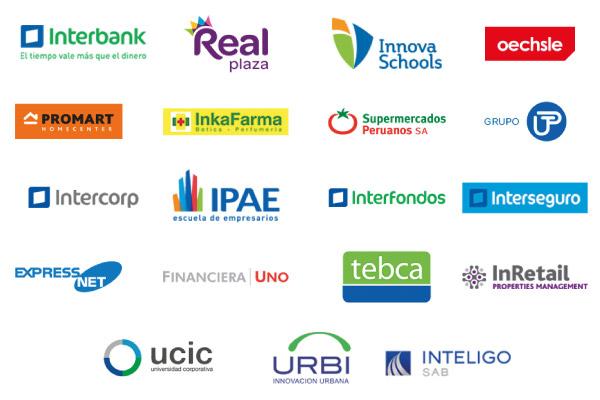 Interbank
El tiempo vale más que el dinero
Real
plaza
Innova
Schools
oechsle
PROMART
HOMECENTER
InkaFarma
Botica - Perfumería
Supermercados
Peruanos SA
GRUPO UP
Intercorp
IPAE
escuela de empresarios
Interfondos
Interseguro
EXPRESS
NET
FINANCIERA UNO
tebca
InRetail
PROPERTIES MANAGEMENT
ucic
universidad corporativa
URBI
INNOVACION URBANA
INTELIGO
SAB